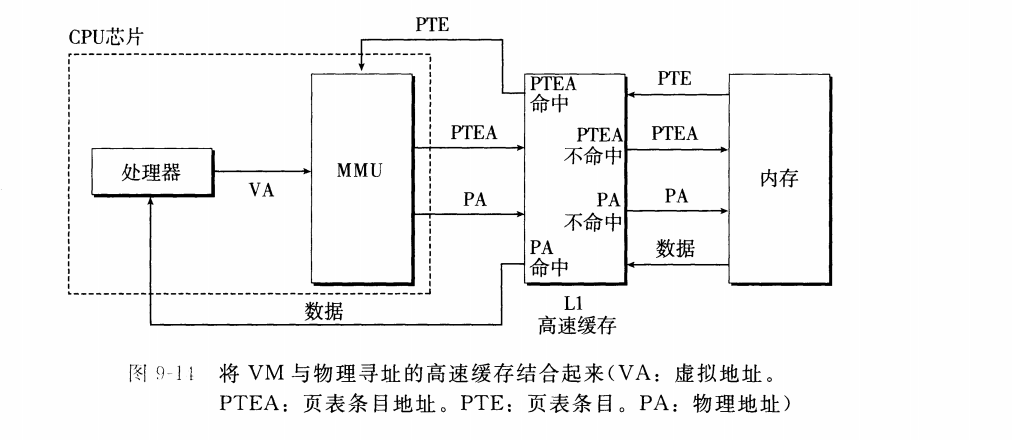 PTE
CPU芯片
PTEA
命中
PTE
PTEA
PTEA
不命中
PTEA
处理器
VA
MMU
内存
PA
PA
不命中
PA
PA
命中
数据
数据
L1
高速缓存
图 9-14 将 VM 与物理寻址的高速缓存结合起来(VA：虚拟地址。
PTEA：页表条目地址。PTE：页表条目。PA：物理地址)